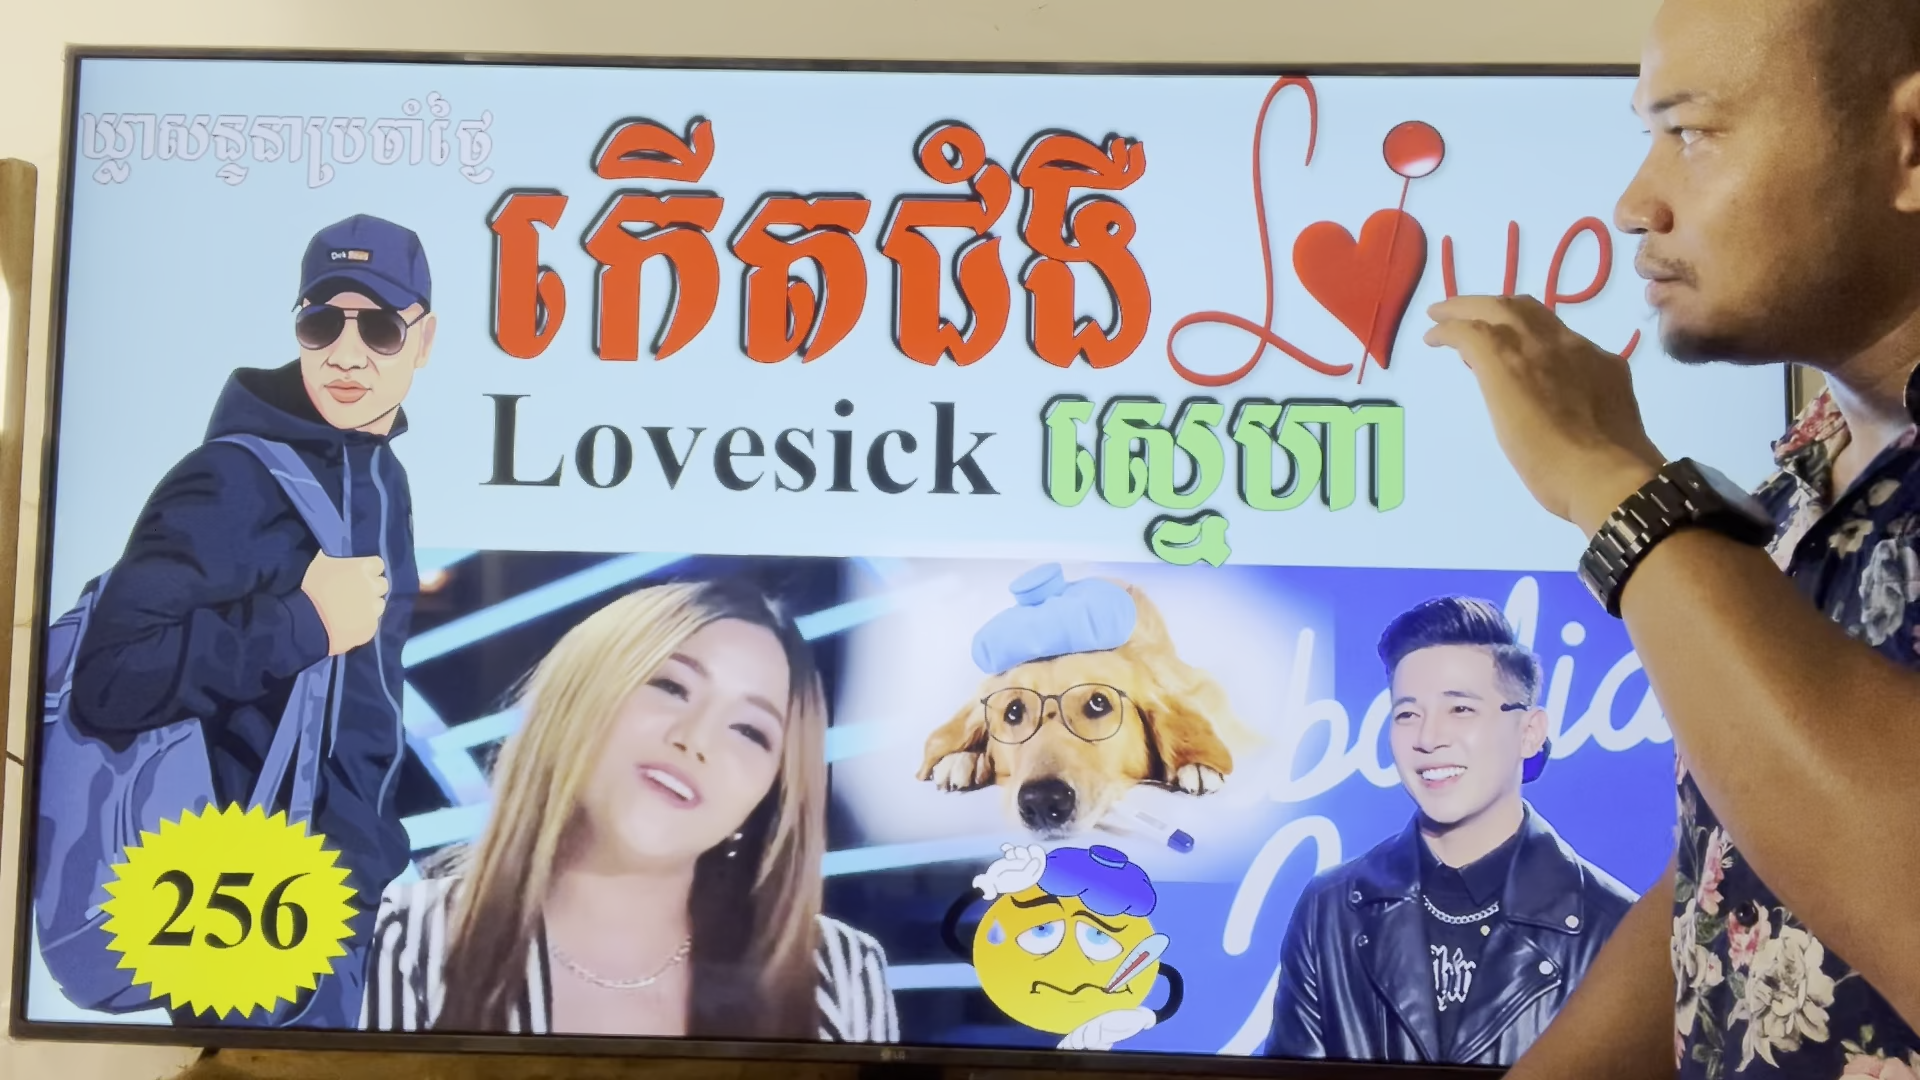 ឃ្លាសន្ទនាប្រចាំថ្ងៃ
កើតជំងឺ Love
Lovesick ស្នេហា
256
LG